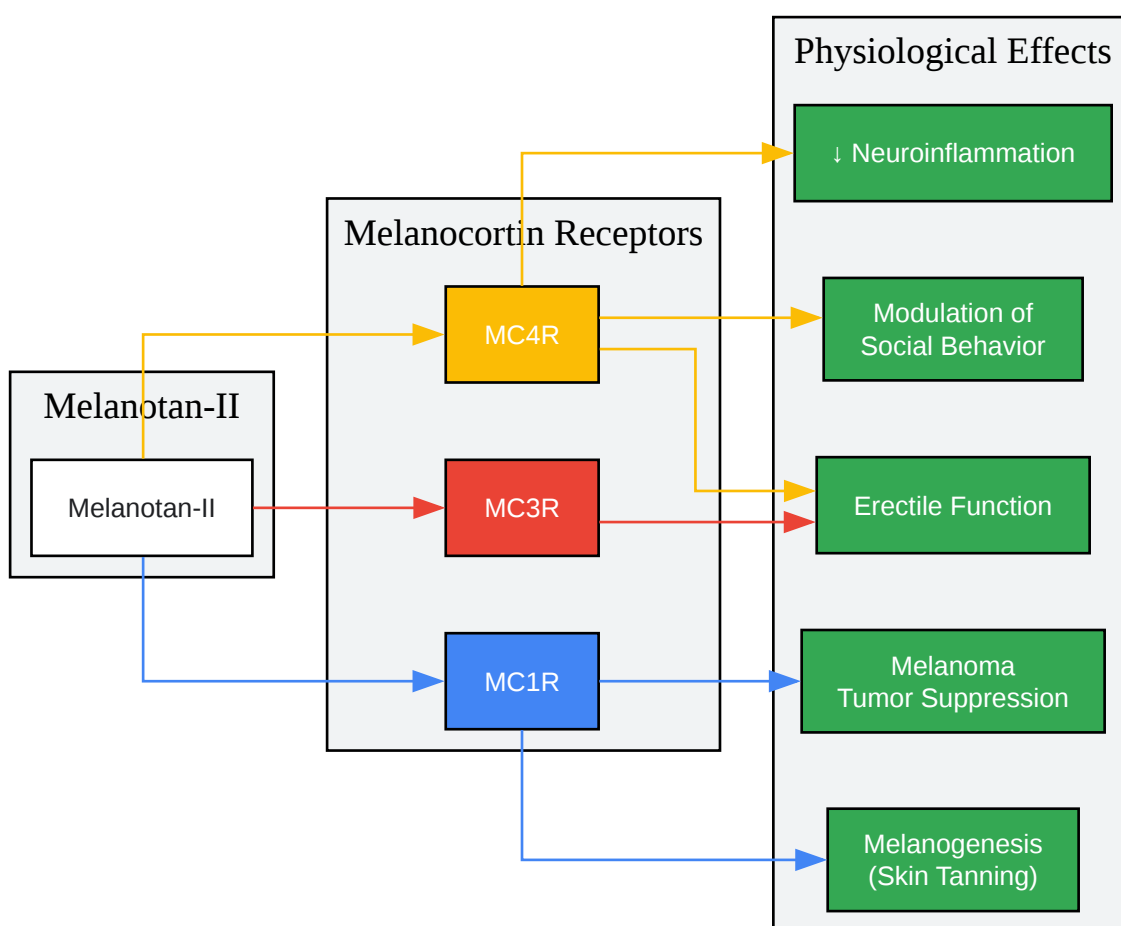 Physiological Effects
↓ Neuroinflammation
Melanocortin Receptors
MC4R
Modulation of
Social Behavior
Melanotan-II
Melanotan-II
MC3R
Erectile Function
MC1R
Melanoma
Tumor Suppression
Melanogenesis
(Skin Tanning)